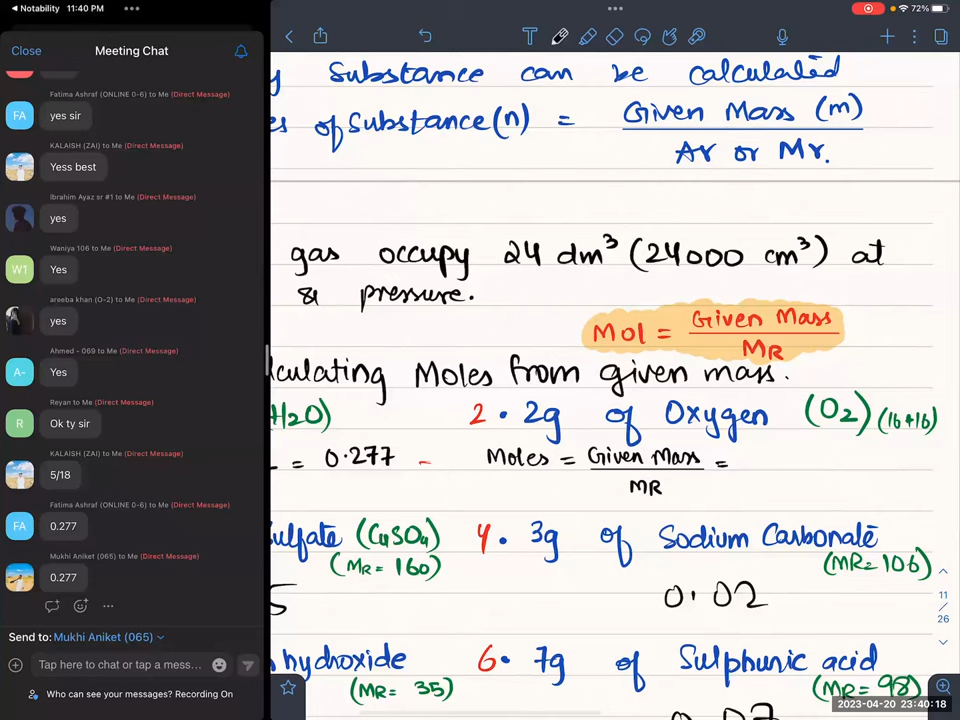 Notability 11:40 PM
72%
Close
Meeting Chat
Fatima Ashraf (ONLINE 0-6) to Me (Direct Message)
FA
yes sir
KALAISH (ZAI) to Me (Direct Message)
Yess best
Ibrahim Ayaz sr #1 to Me (Direct Message)
yes
Waniya 106 to Me (Direct Message)
W1
Yes
areeba khan (O-2) to Me (Direct Message)
yes
Ahmed - 069 to Me (Direct Message)
A-
Yes
Reyan to Me (Direct Message)
R
Ok ty sir
KALAISH (ZAI) to Me (Direct Message)
5/18
Fatima Ashraf (ONLINE 0-6) to Me (Direct Message)
FA
0.277
Mukhi Aniket (065) to Me (Direct Message)
0.277
Send to: Mukhi Aniket (065)
Tap here to chat or tap a mess...
Who can see your messages? Recording On
Substance can be calculated
of Substance (n) = Given Mass (m)
Ar or Mr.
gas occupy 24 dm³ (24000 cm³) at
& pressure.
Mol = Given Mass
MR
lculating Moles from given mass.
H2O) 2. 2g of Oxygen (O2) (16+16)
= 0.277 Moles = Given Mass =
MR
ulfate (CuSO4) 4. 3g of Sodium Carbonate
(MR = 160) (MR = 106)
5 0.02
hydroxide 6. 7g of Sulphuric acid
(MR = 35) (MR = 98)
0.07
11
/
26
2023-04-20 23:40:18